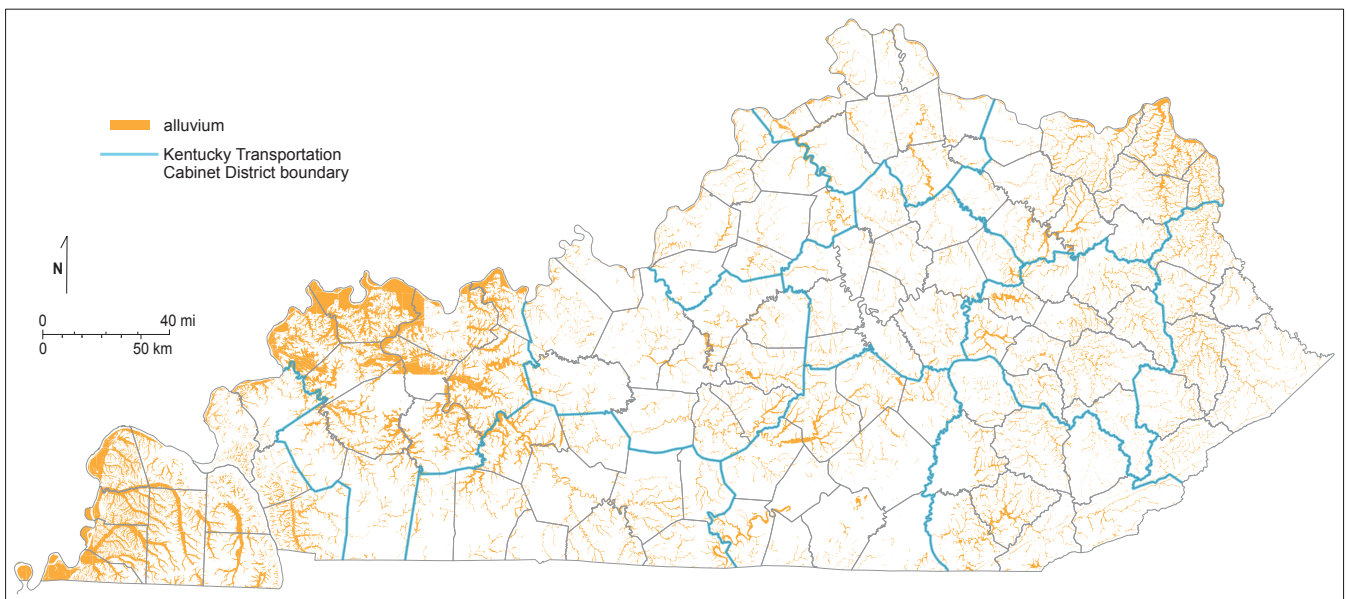 alluvium
Kentucky Transportation
Cabinet District boundary
N
0 40 mi
0 50 km